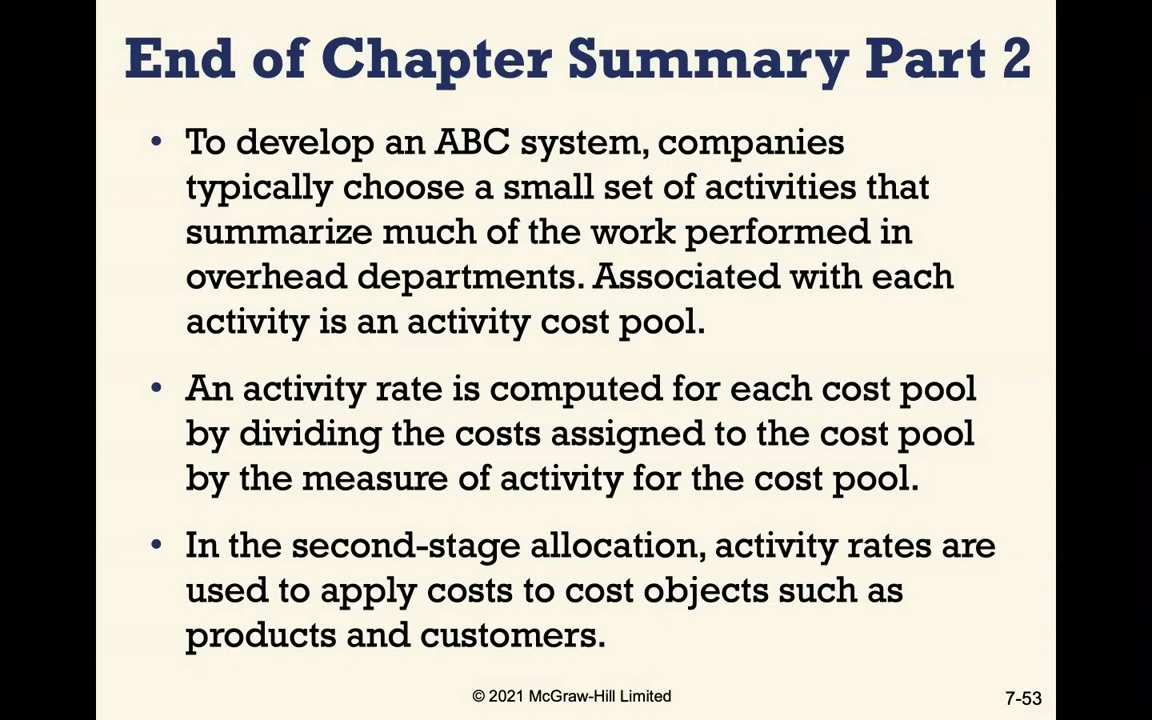 End of Chapter Summary Part 2
• To develop an ABC system, companies
typically choose a small set of activities that
summarize much of the work performed in
overhead departments. Associated with each
activity is an activity cost pool.
• An activity rate is computed for each cost pool
by dividing the costs assigned to the cost pool
by the measure of activity for the cost pool.
• In the second-stage allocation, activity rates are
used to apply costs to cost objects such as
products and customers.
© 2021 McGraw-Hill Limited
7-53